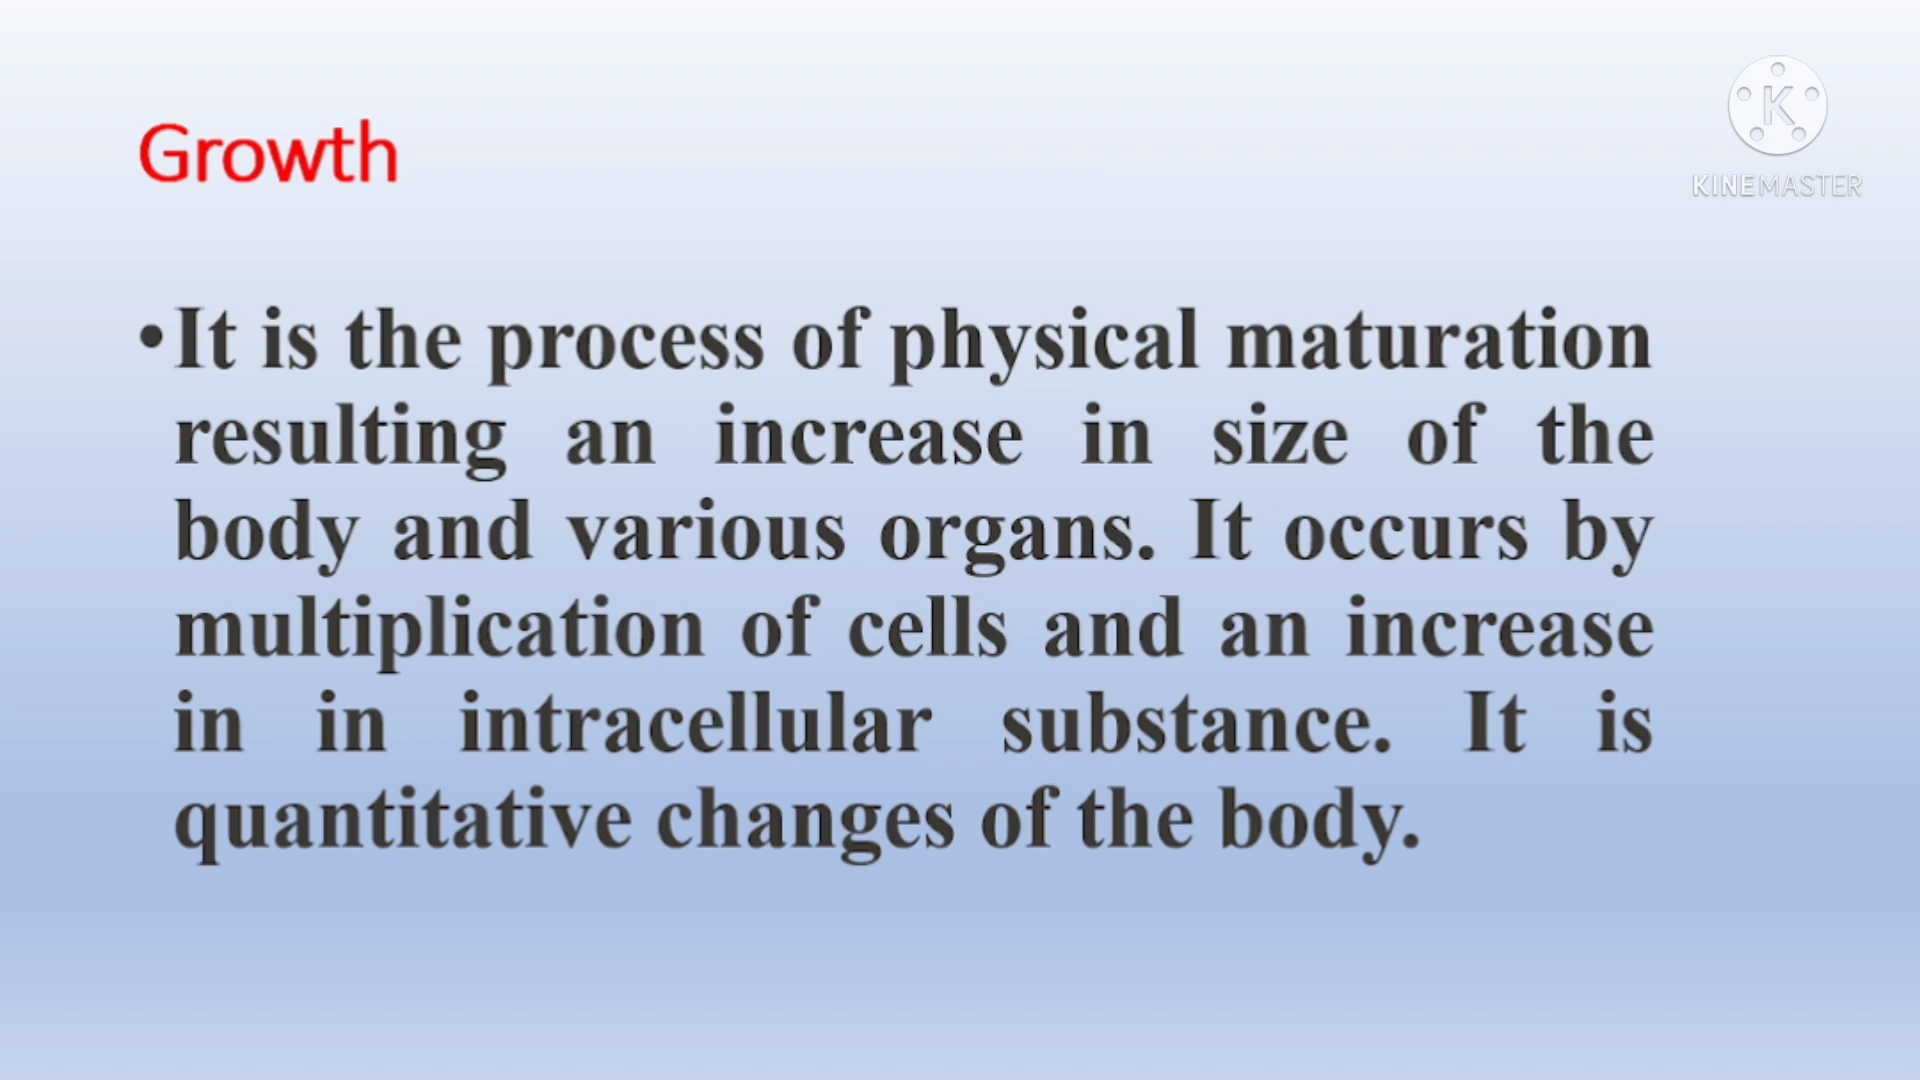 Growth
K
KINEMASTER
•It is the process of physical maturation
resulting an increase in size of the
body and various organs. It occurs by
multiplication of cells and an increase
in in intracellular substance. It is
quantitative changes of the body.